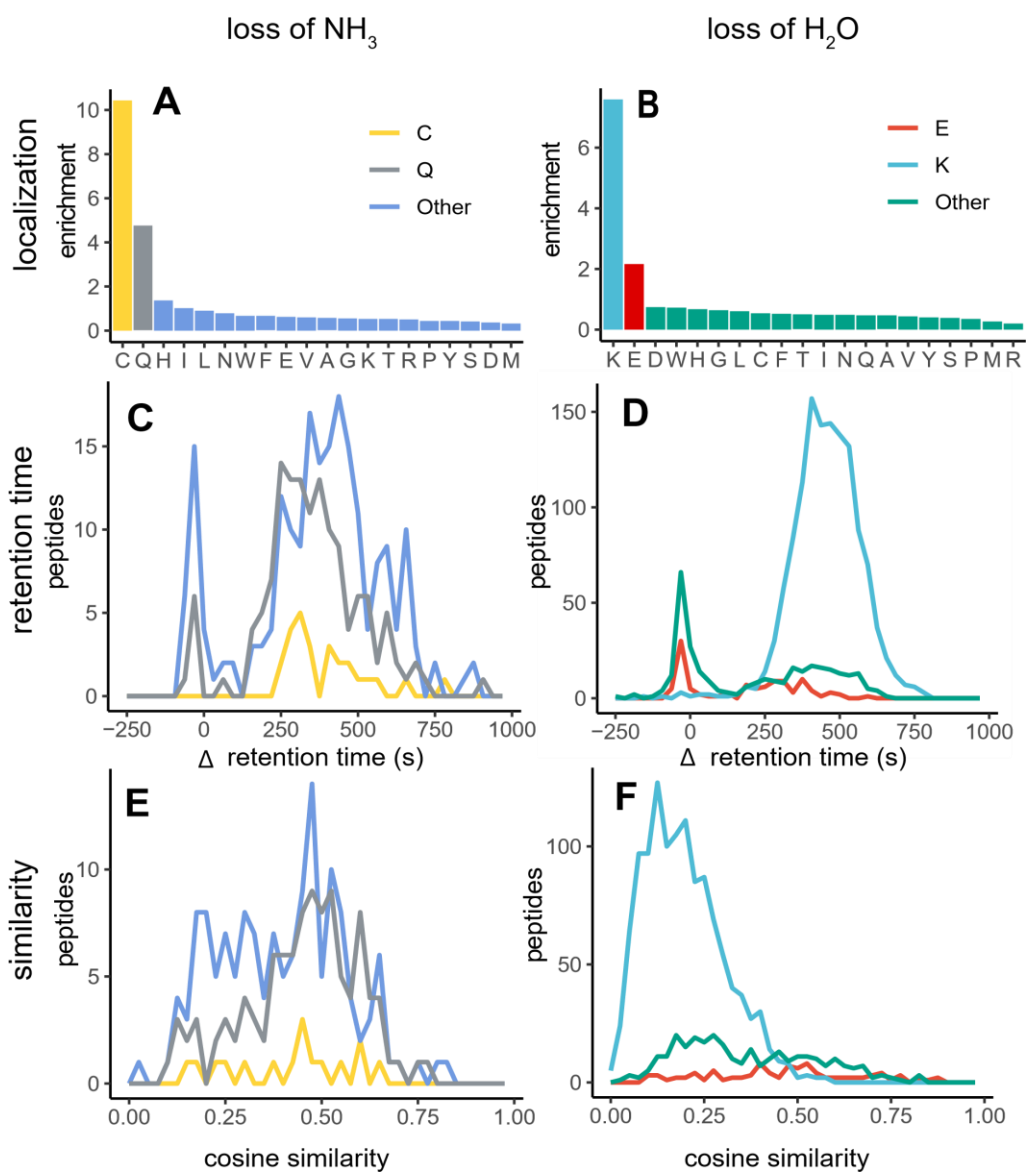 loss of NH3
loss of H2O
localization
A
enrichment
10
8
6
4
2
0
C
Q
Other
C Q H I L N W F E V A G K T R P Y S D M
B
enrichment
6
4
2
0
E
K
Other
K E D W H G L C F T I N Q A V Y S P M R
retention time
C
peptides
15
10
5
0
−250 0 250 500 750 1000
Δ retention time (s)
D
peptides
150
100
50
0
−250 0 250 500 750 1000
Δ retention time (s)
similarity
E
peptides
10
5
0
0.00 0.25 0.50 0.75 1.00
cosine similarity
F
peptides
100
50
0
0.00 0.25 0.50 0.75 1.00
cosine similarity